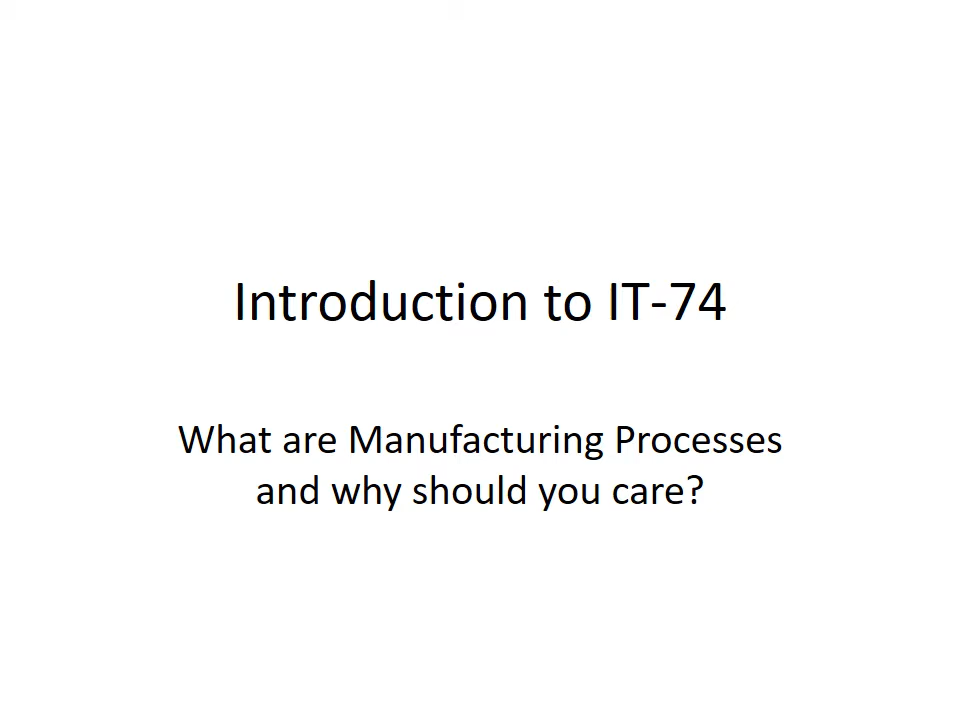 Introduction to IT-74
What are Manufacturing Processes
and why should you care?